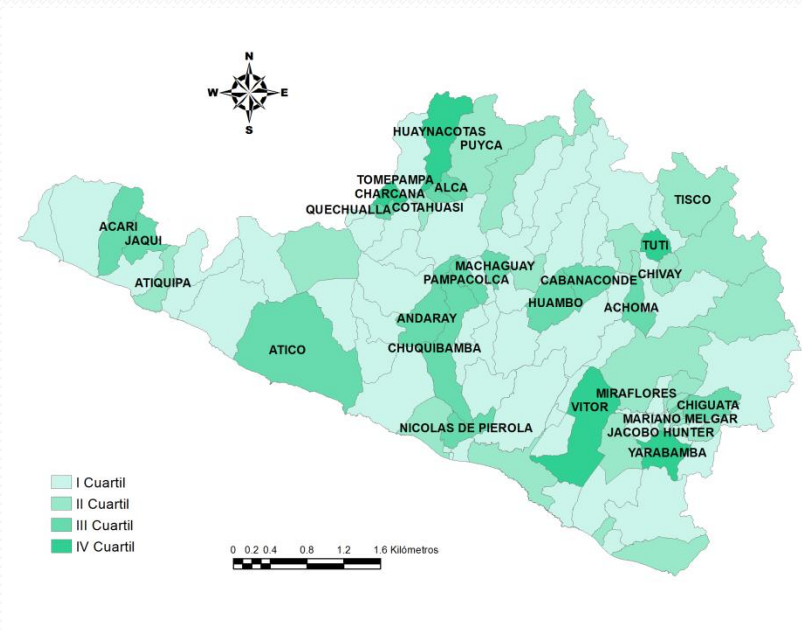 N
W E
S
HUAYNACOTAS
PUYCA
TOMEPAMPA
ALCA
CHARCANA
QUECHUALLA
COTAHUASI
TISCO
ACARI
JAQUI
TUTI
MACHAGUAY
CHIVAY
PAMPACOLCA
CABANACONDE
ATIQUIPA
HUAMBO
ACHOMA
ANDARAY
ATICO
CHUQUIBAMBA
MIRAFLORES
VITOR
CHIGUATA
MARIANO MELGAR
NICOLAS DE PIEROLA
JACOBO HUNTER
YARABAMBA
I Cuartil
II Cuartil
III Cuartil
IV Cuartil
0 0.2 0.4 0.8 1.2 1.6 Kilómetros